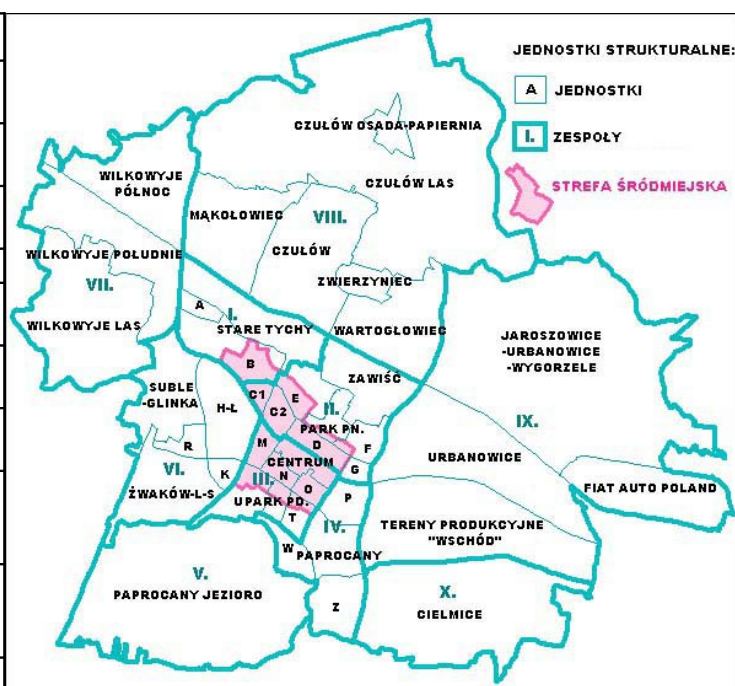 JEDNOSTKI STRUKTURALNE:
A JEDNOSTKI
I. ZESPOŁY
STREFA ŚRÓDMIEJSKA
CZUŁÓW OSADA-PAPIERNIA
WILKOWYJE
PÓŁNOC
CZUŁÓW LAS
MĄKOŁOWIEC
VIII.
CZUŁÓW
WILKOWYJE POŁUDNIE
VII.
ZWIERZYNIEC
WILKOWYJE LAS
A
I.
STARE TYCHY
WARTOGŁOWIEC
JAROSZOWICE
-URBANOWICE
-WYGORZELE
B
ZAWIŚĆ
SUBLE
-GLINKA
H-Ł
C1
E
C2
II.
PARK PN.
IX.
R
M
D
F
CENTRUM
G
URBANOWICE
VI.
K
III.
N
O
P
FIAT AUTO POLAND
ŻWAKÓW-L-S
U
PARK PD.
T
IV.
TERENY PRODUKCYJNE
"WSCHÓD"
W
PAPROCANY
V.
PAPROCANY JEZIORO
Z
X.
CIELMICE